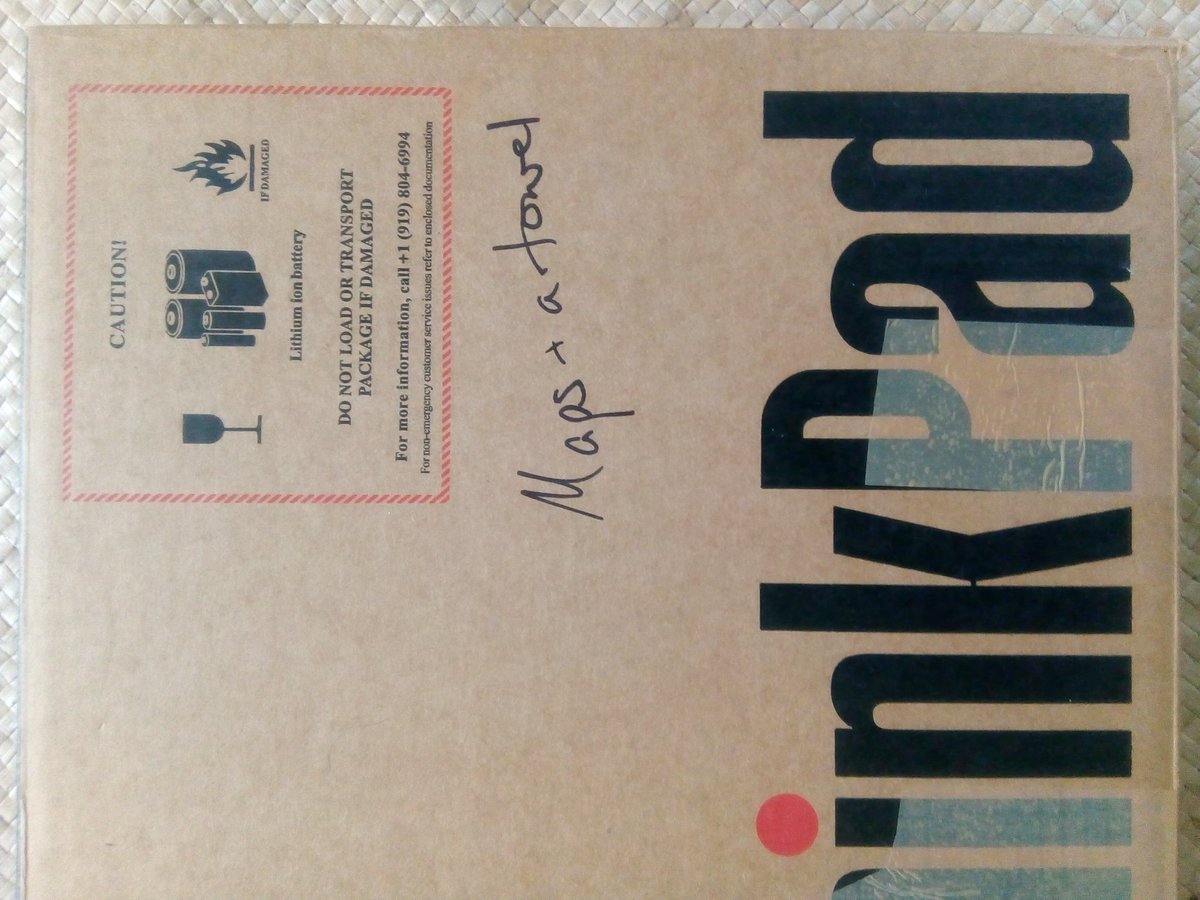 CAUTION!
IF DAMAGED
Lithium ion battery
DO NOT LOAD OR TRANSPORT
PACKAGE IF DAMAGED
For more information, call +1 (919) 804-6994
For non-emergency customer service issues refer to enclosed documentation
Maps + a towel
inkPad